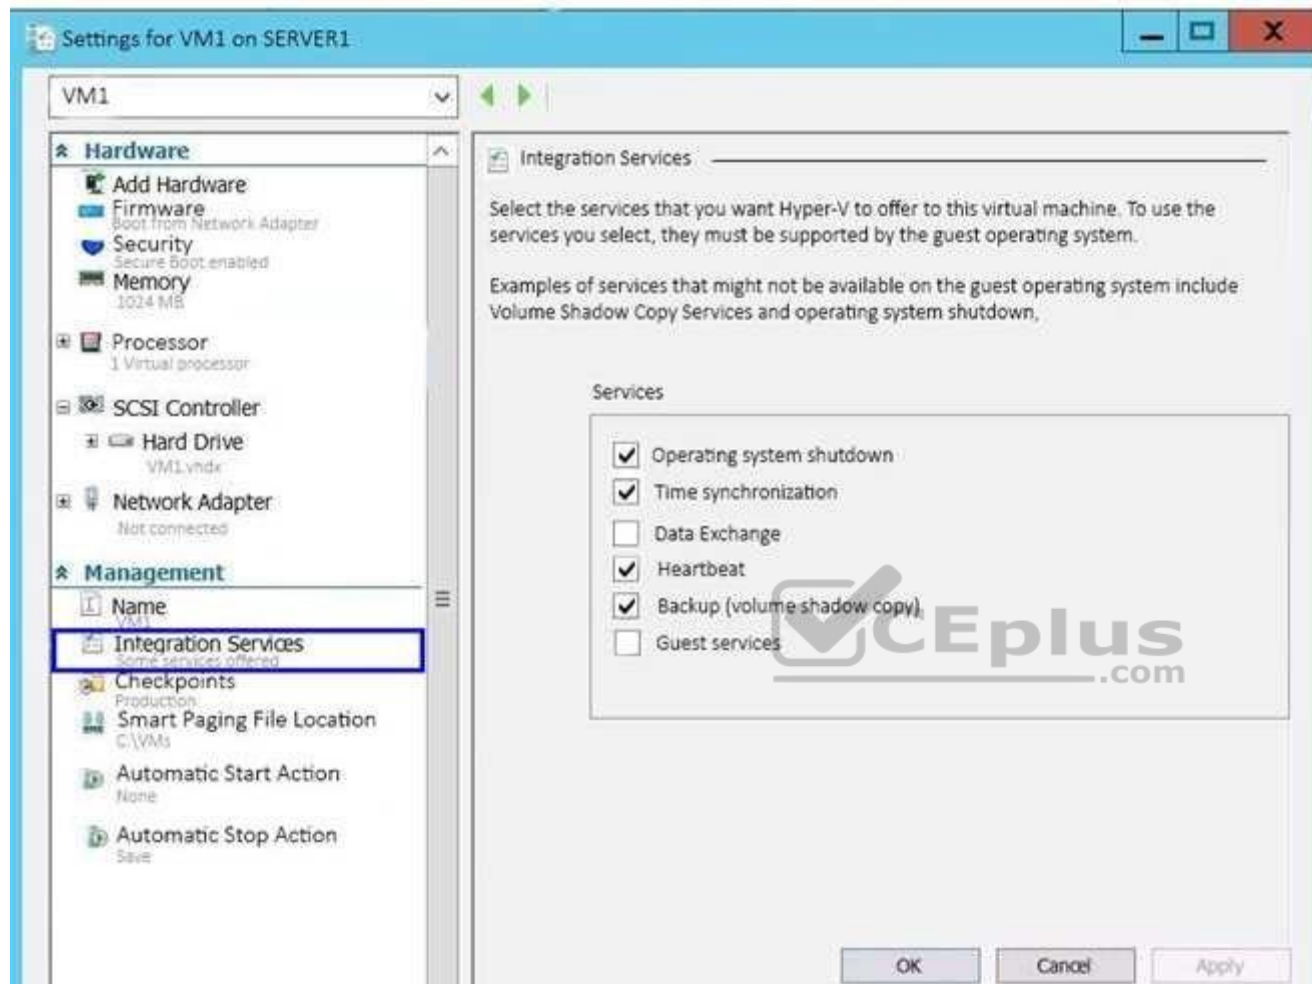 Settings for VM1 on SERVER1
VM1
Hardware
Add Hardware
Firmware
Boot from Network Adapter
Security
Secure Boot enabled
Memory
1024 MB
Processor
1 Virtual processor
SCSI Controller
Hard Drive
VM1.vhdx
Network Adapter
Not connected
Management
Name
VM1
Integration Services
Some services offered
Checkpoints
Production
Smart Paging File Location
C:\VMs
Automatic Start Action
None
Automatic Stop Action
Save
Integration Services
Select the services that you want Hyper-V to offer to this virtual machine. To use the
services you select, they must be supported by the guest operating system.
Examples of services that might not be available on the guest operating system include
Volume Shadow Copy Services and operating system shutdown,
Services
Operating system shutdown
Time synchronization
Data Exchange
Heartbeat
Backup (volume shadow copy)
Guest services
CEplus
.com
OK
Cancel
Apply